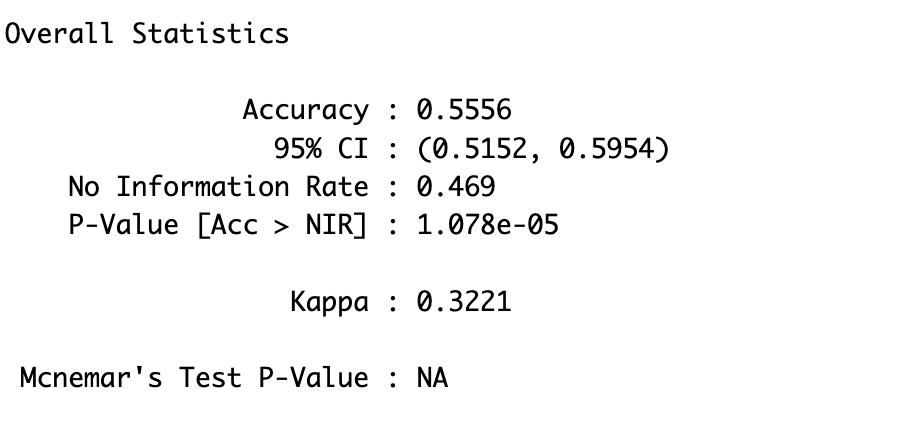 Overall Statistics
Accuracy : 0.5556
95% CI : (0.5152, 0.5954)
No Information Rate : 0.469
P-Value [Acc > NIR] : 1.078e-05
Kappa : 0.3221
Mcnemar's Test P-Value : NA